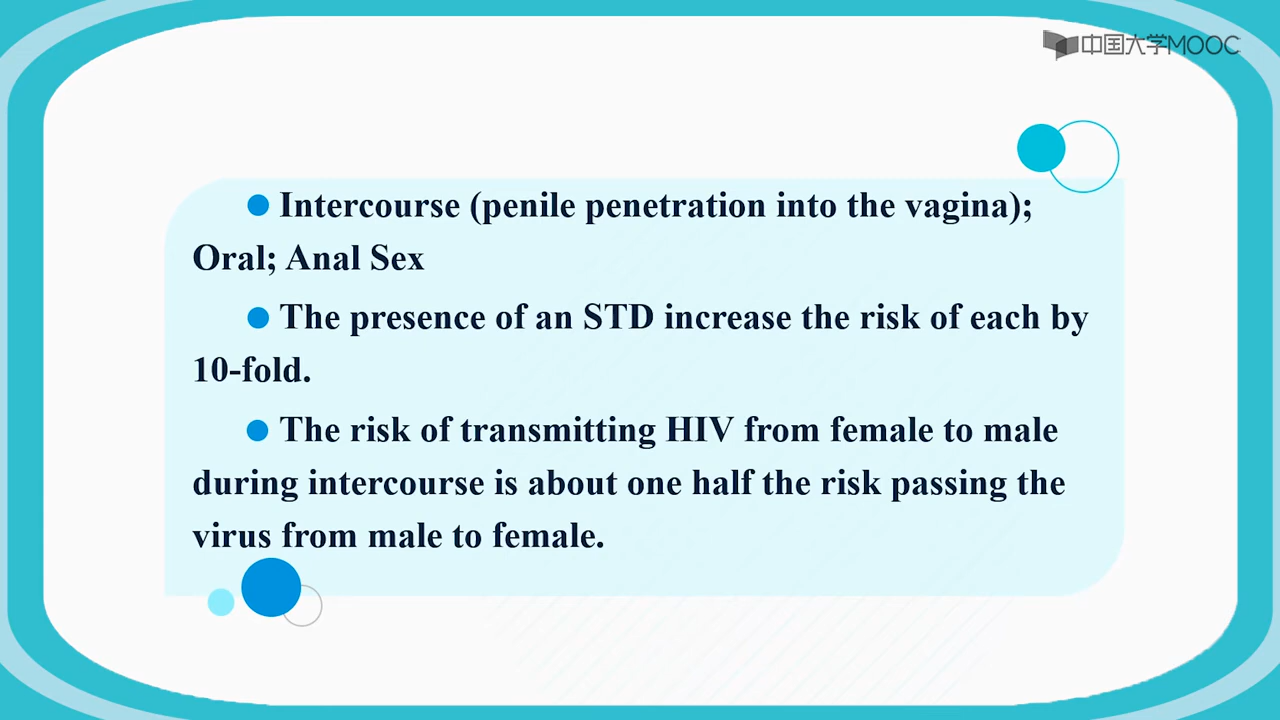 中国大学MOOC
Intercourse (penile penetration into the vagina);
Oral; Anal Sex
The presence of an STD increase the risk of each by
10-fold.
The risk of transmitting HIV from female to male
during intercourse is about one half the risk passing the
virus from male to female.